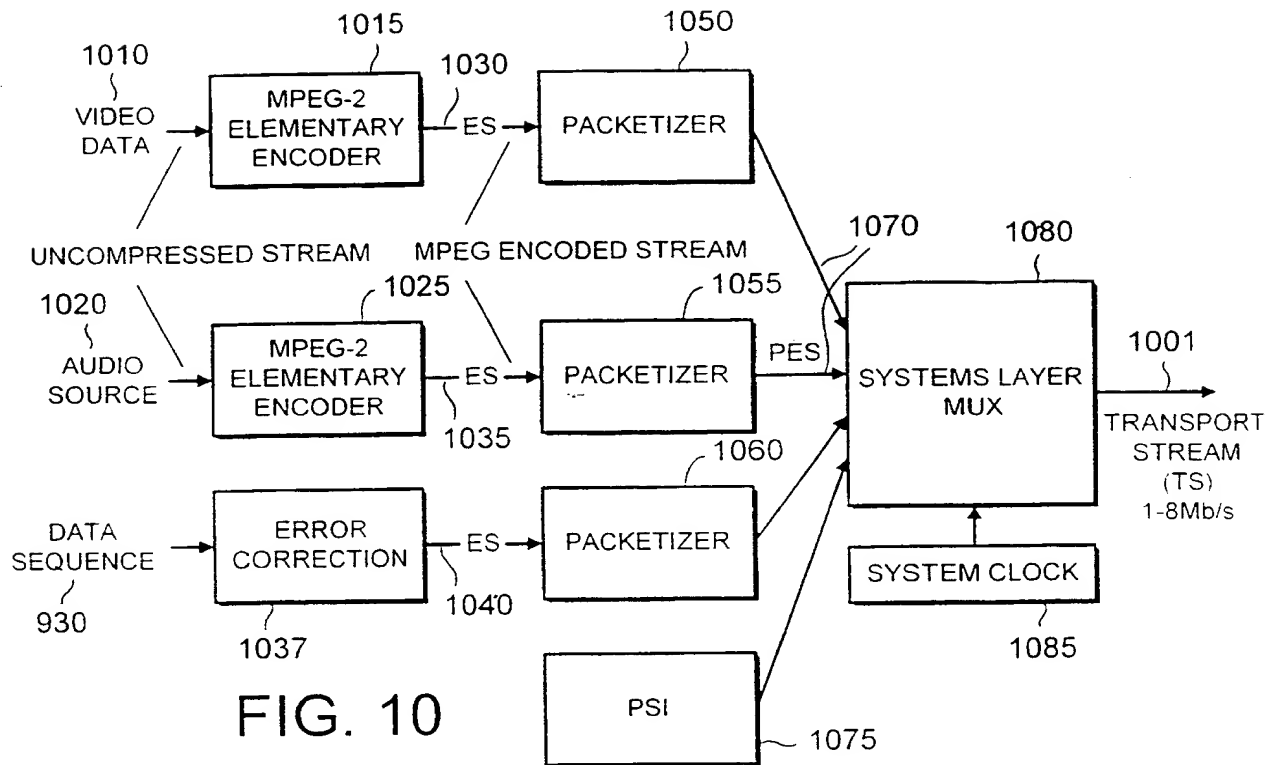 1010
VIDEO
DATA
1015
MPEG-2
ELEMENTARY
ENCODER
1030
ES
1050
PACKETIZER
UNCOMPRESSED STREAM
MPEG ENCODED STREAM
1070
1080
1020
AUDIO
SOURCE
1025
MPEG-2
ELEMENTARY
ENCODER
ES
1035
1055
PACKETIZER
PES
SYSTEMS LAYER
MUX
1001
TRANSPORT
STREAM
(TS)
1-8Mb/s
DATA
SEQUENCE
930
ERROR
CORRECTION
1037
ES
1040
1060
PACKETIZER
SYSTEM CLOCK
1085
PSI
1075
FIG. 10